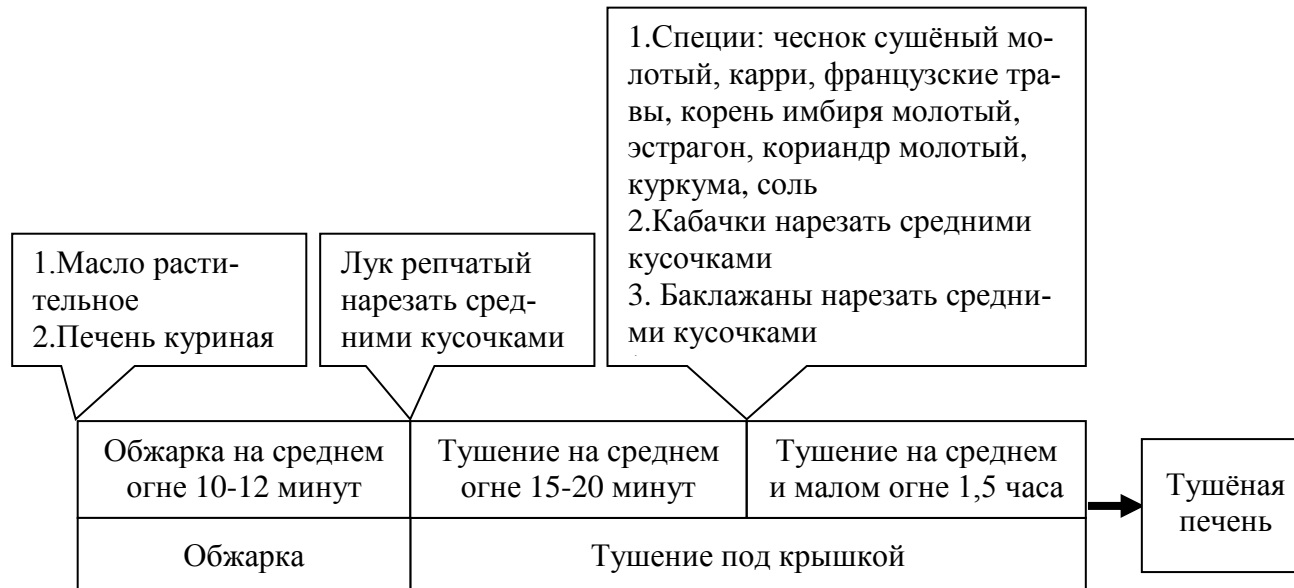 1.Специи: чеснок сушёный мо-
лотый, карри, французские тра-
вы, корень имбиря молотый,
эстрагон, кориандр молотый,
куркума, соль
2.Кабачки нарезать средними
кусочками
3. Баклажаны нарезать средни-
ми кусочками
1.Масло расти-
тельное
2.Печень куриная
Лук репчатый
нарезать сред-
ними кусочками
Обжарка на среднем
огне 10-12 минут
Тушение на среднем
огне 15-20 минут
Тушение на среднем
и малом огне 1,5 часа
Тушёная
печень
Обжарка
Тушение под крышкой